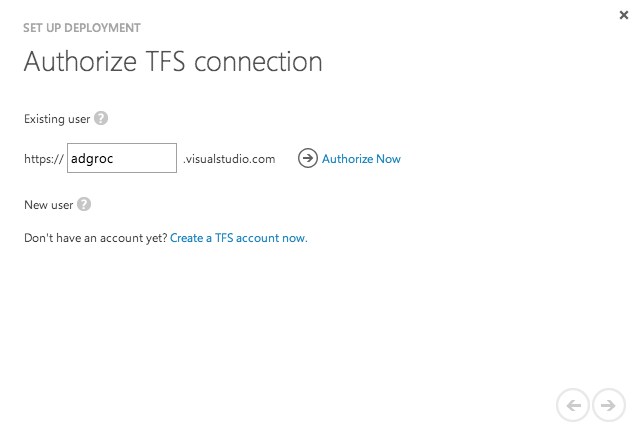 SET UP DEPLOYMENT
Authorize TFS connection
Existing user ?
https:// adgroc .visualstudio.com Authorize Now
New user ?
Don't have an account yet? Create a TFS account now.